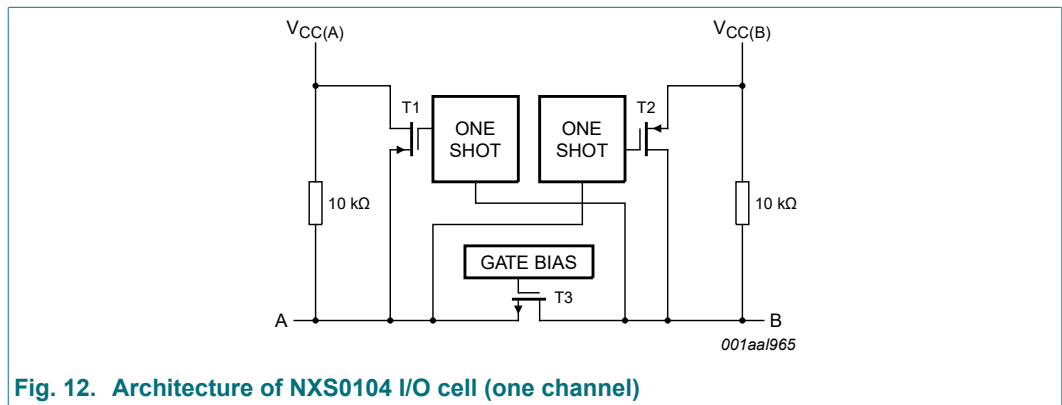 VCC(A)
VCC(B)
T1
T2
ONE
SHOT
ONE
SHOT
10 kΩ
10 kΩ
GATE BIAS
T3
A
B
001aal965
Fig. 12. Architecture of NXS0104 I/O cell (one channel)